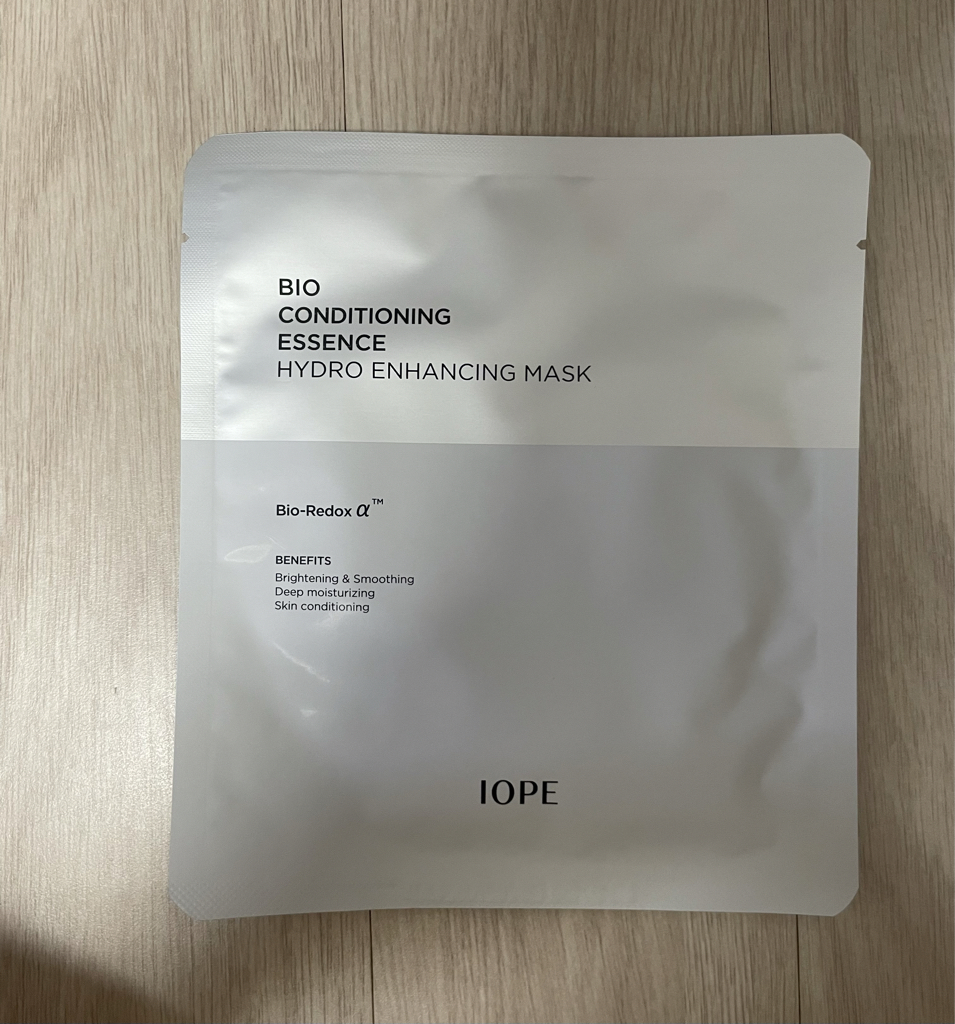 BIO
CONDITIONING
ESSENCE
HYDRO ENHANCING MASK
Bio-Redox α™
BENEFITS
Brightening & Smoothing
Deep moisturizing
Skin conditioning
IOPE